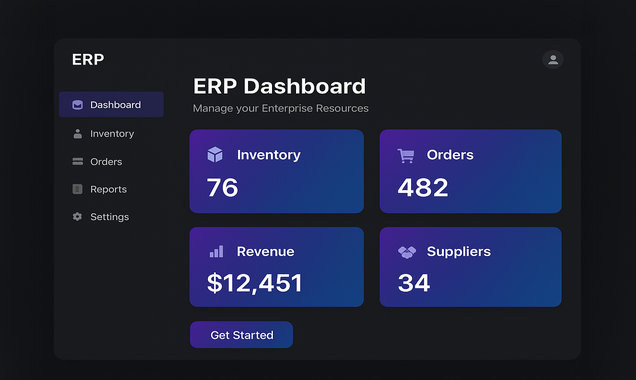 ERP
Dashboard
Inventory
Orders
Reports
Settings
ERP Dashboard
Manage your Enterprise Resources
Inventory
76
Orders
482
Revenue
$12,451
Suppliers
34
Get Started